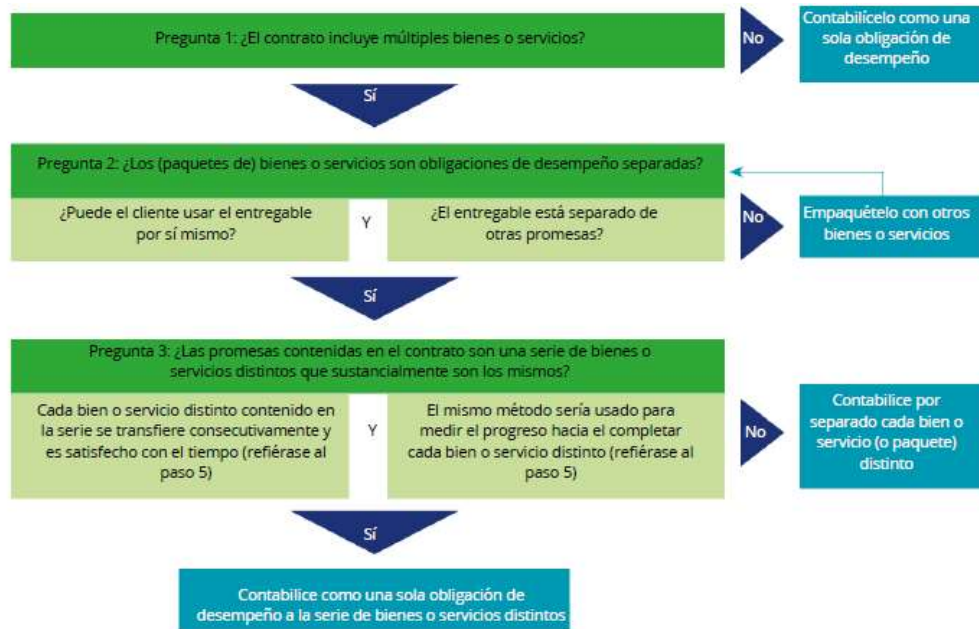 Pregunta 1: ¿El contrato incluye múltiples bienes o servicios?
No
Contabilícelo como una
sola obligación de
desempeño
Sí
Pregunta 2: ¿Los (paquetes de) bienes o servicios son obligaciones de desempeño separadas?
¿Puede el cliente usar el entregable
por sí mismo?
Y
¿El entregable está separado de
otras promesas?
No
Empaquételo con otros
bienes o servicios
Sí
Pregunta 3: ¿Las promesas contenidas en el contrato son una serie de bienes o
servicios distintos que sustancialmente son los mismos?
Cada bien o servicio distinto contenido en
la serie se transfiere consecutivamente y
es satisfecho con el tiempo (refiérase al
paso 5)
Y
El mismo método sería usado para
medir el progreso hacia el completar
cada bien o servicio distinto (refiérase al
paso 5)
No
Contabilice por
separado cada bien o
servicio (o paquete)
distinto
Sí
Contabilice como una sola obligación de
desempeño a la serie de bienes o servicios distintos